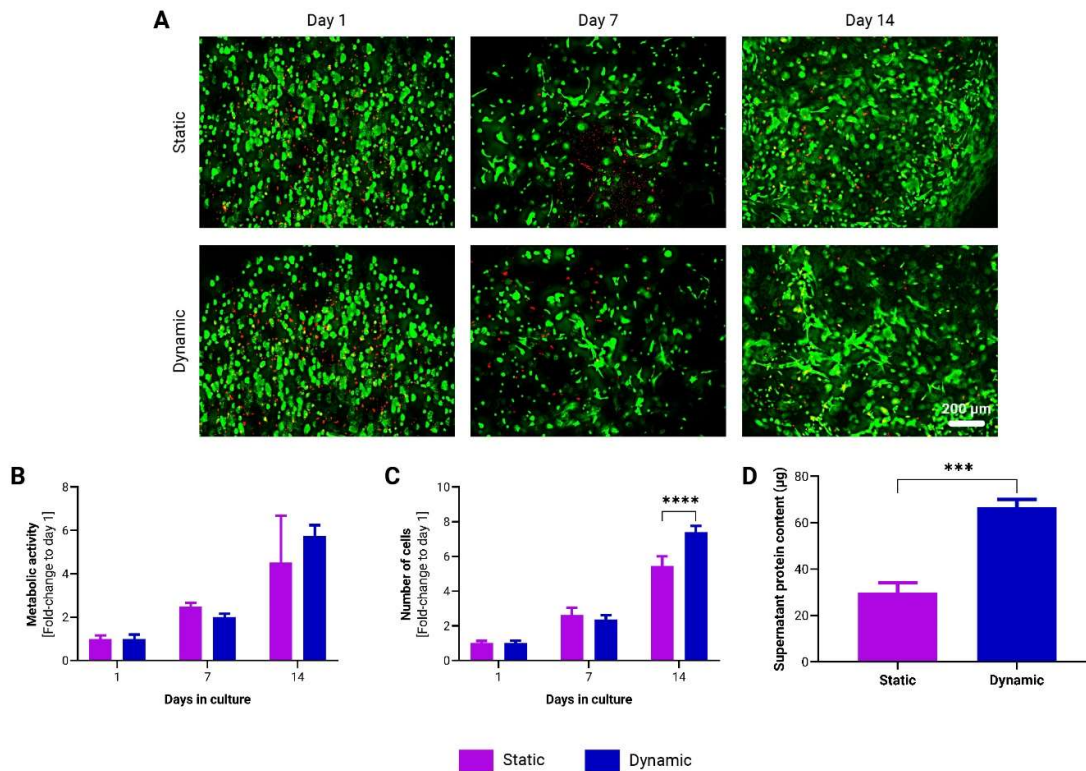 A
Day 1
Day 7
Day 14
Static
Dynamic
200 µm
B
Metabolic activity
[Fold-change to day 1]
8
6
4
2
0
1
7
14
Days in culture
C
Number of cells
[Fold-change to day 1]
10
8
6
4
2
0
****
1
7
14
Days in culture
D
Supernatant protein content (µg)
80
60
40
20
0
***
Static
Dynamic
Static
Dynamic